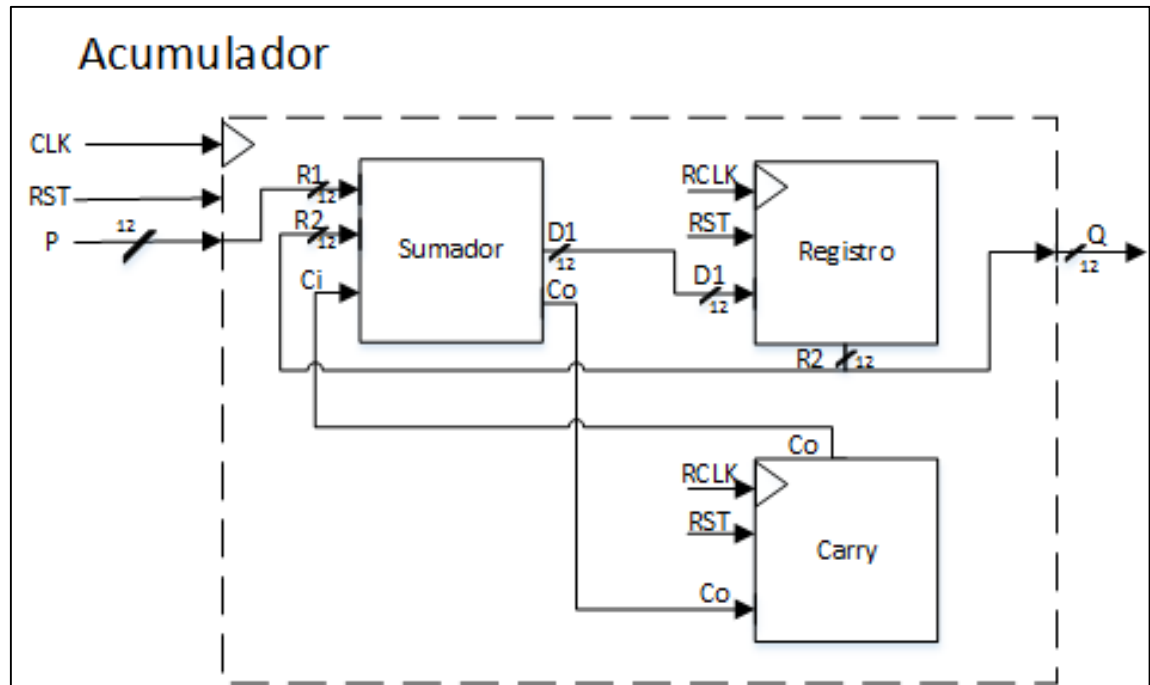 Acumulador
CLK
RST
P
12
R1
12
R2
12
Ci
Sumador
D1
12
Co
RCLK
RST
D1
12
Registro
R2
12
Q
12
Co
RCLK
RST
Co
Carry